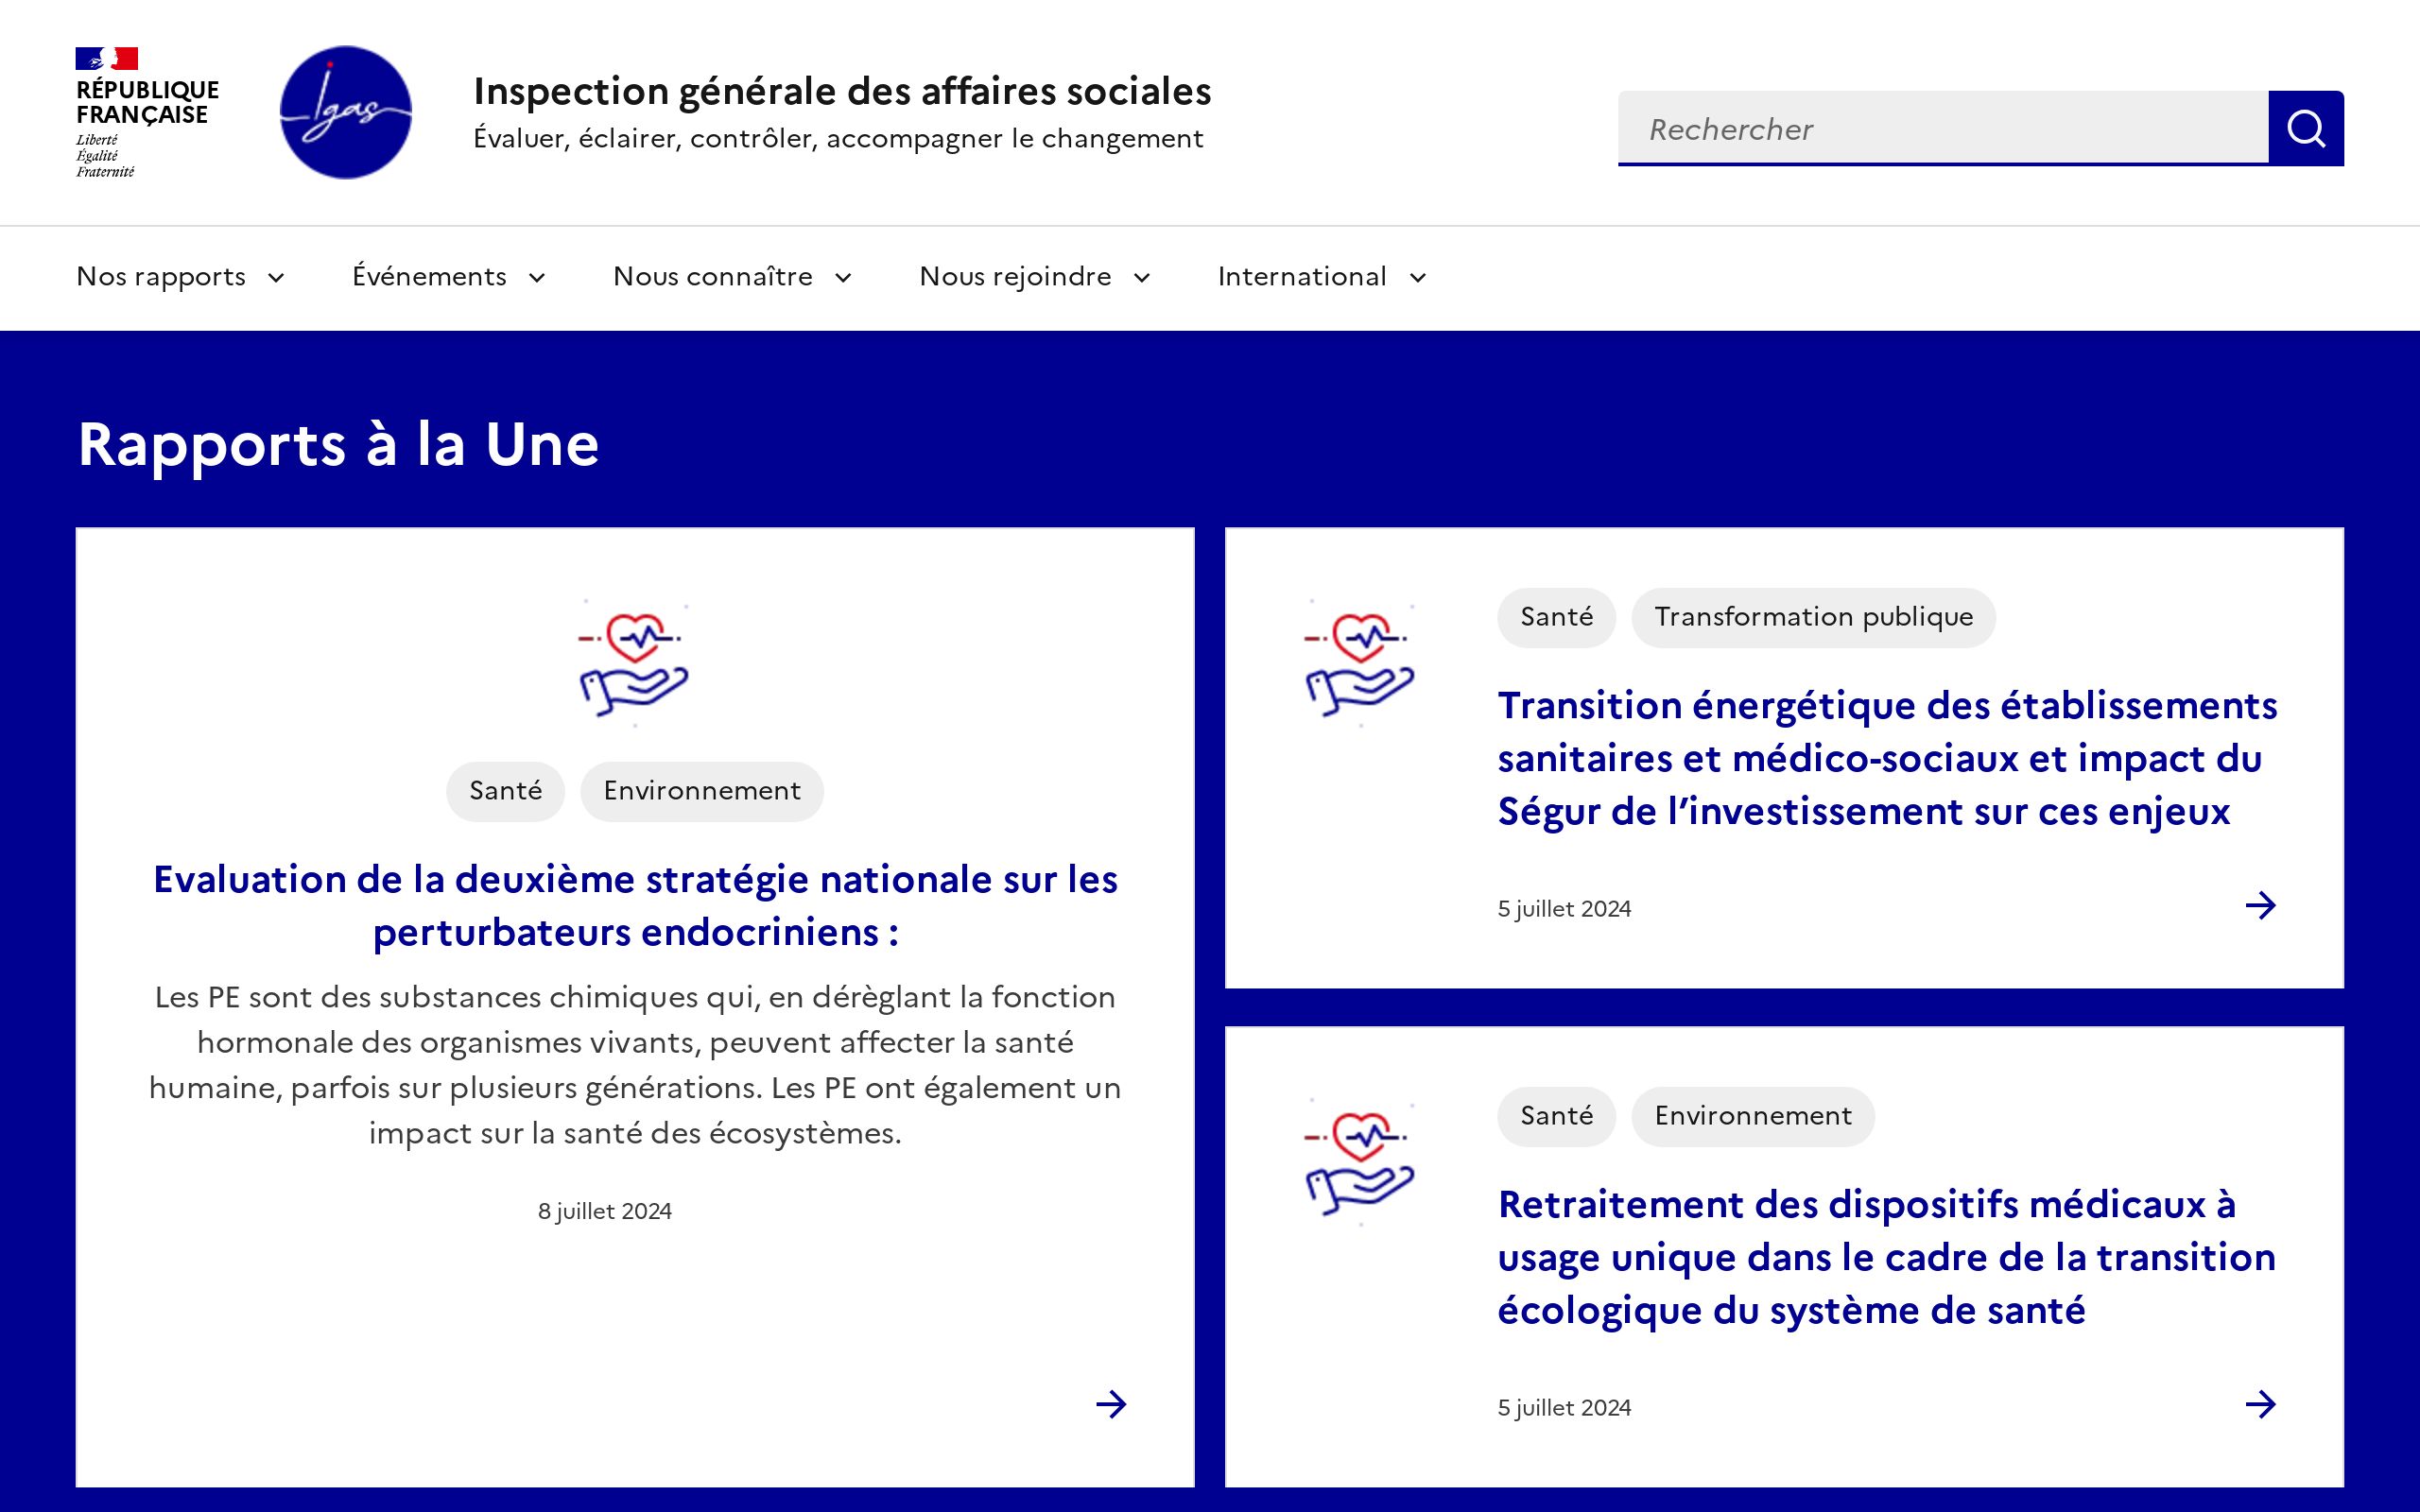 RÉPUBLIQUE
FRANÇAISE
Liberté
Égalité
Fraternité
Igas
Inspection générale des affaires sociales
Évaluer, éclairer, contrôler, accompagner le changement
Rechercher
Nos rapports
Événements
Nous connaître
Nous rejoindre
International
Rapports à la Une
Santé
Environnement
Evaluation de la deuxième stratégie nationale sur les
perturbateurs endocriniens :
Les PE sont des substances chimiques qui, en dérèglant la fonction
hormonale des organismes vivants, peuvent affecter la santé
humaine, parfois sur plusieurs générations. Les PE ont également un
impact sur la santé des écosystèmes.
8 juillet 2024
Santé
Transformation publique
Transition énergétique des établissements
sanitaires et médico-sociaux et impact du
Ségur de l’investissement sur ces enjeux
5 juillet 2024
Santé
Environnement
Retraitement des dispositifs médicaux à
usage unique dans le cadre de la transition
écologique du système de santé
5 juillet 2024